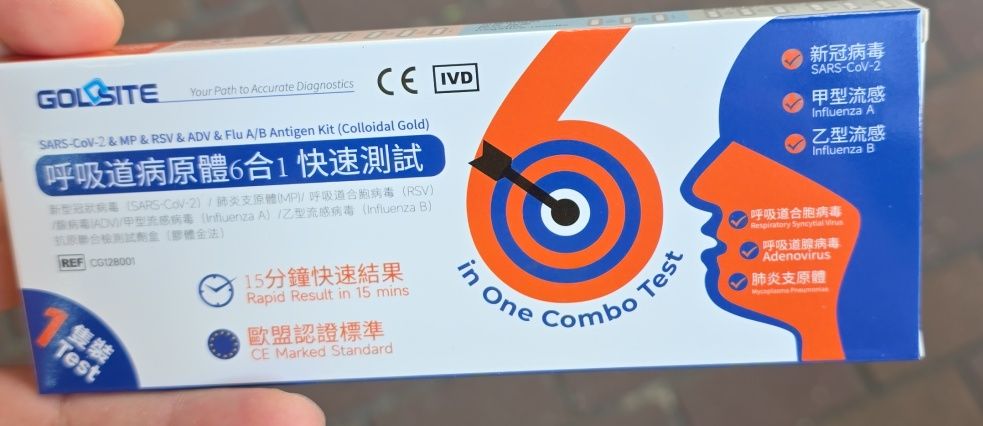 GOLDSITE
Your Path to Accurate Diagnostics
CE
IVD
SARS-CoV-2 & MP & RSV & ADV & Flu A/B Antigen Kit (Colloidal Gold)
呼吸道病原體6合1 快速測試
新型冠狀病毒 (SARS-CoV-2) / 肺炎支原體(MP)/ 呼吸道合胞病毒 (RSV)
/腺病毒(ADV)/甲型流感病毒 (Influenza A) /乙型流感病毒 (Influenza B)
抗原聯合檢測試劑盒 (膠體金法)
REF CG128001
15分鐘快速結果
Rapid Result in 15 mins
歐盟認證標準
CE Marked Standard
1 隻裝
Test
6
in One Combo Test
新冠病毒
SARS-CoV-2
甲型流感
Influenza A
乙型流感
Influenza B
呼吸道合胞病毒
Respiratory Syncytial Virus
呼吸道腺病毒
Adenovirus
肺炎支原體
Mycoplasma Pneumoniae